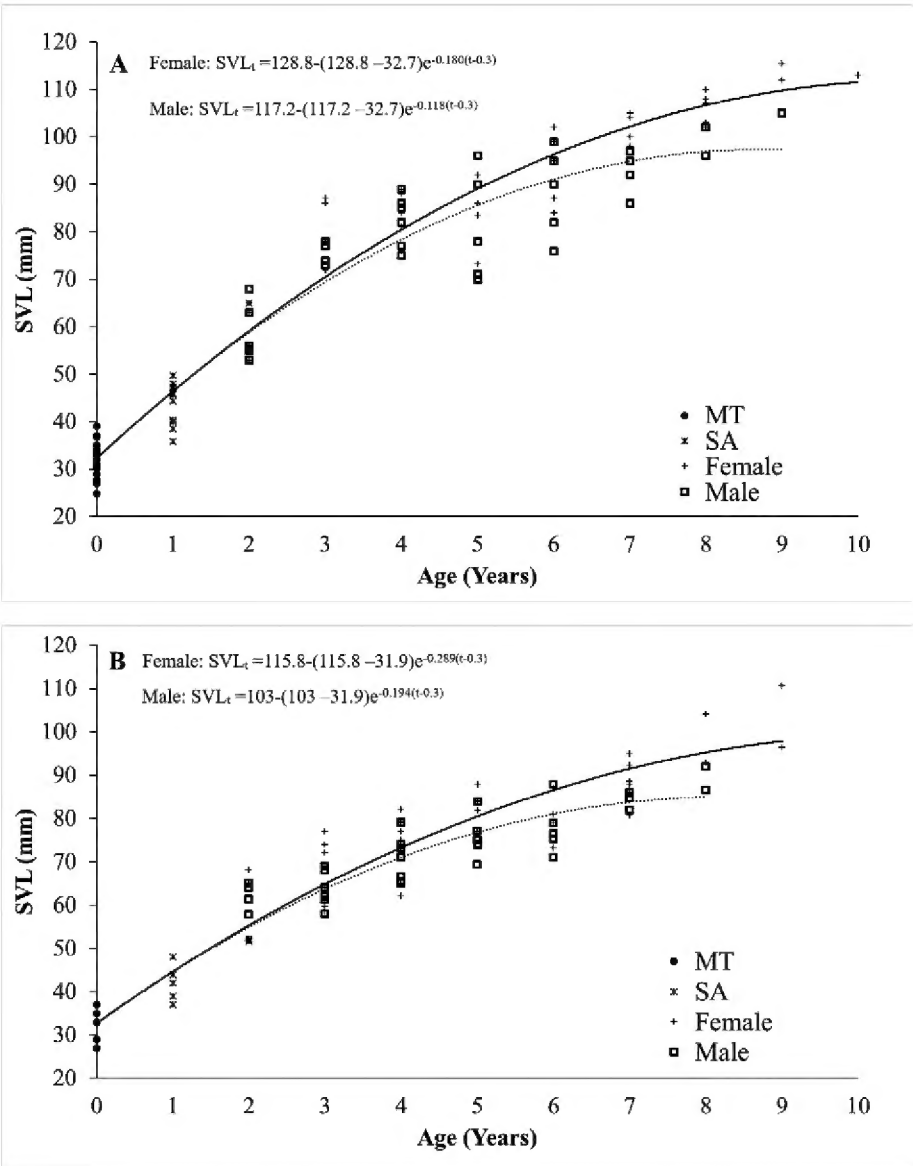 A Female: SVLt =128.8-(128.8 –32.7)e-0.180(t-0.3)
Male: SVLt =117.2-(117.2 –32.7)e-0.118(t-0.3)
120
110
100
90
80
70
60
50
40
30
20
SVL (mm)
MT
SA
Female
Male
0 1 2 3 4 5 6 7 8 9 10
Age (Years)
B Female: SVLt =115.8-(115.8 –31.9)e-0.289(t-0.3)
Male: SVLt =103-(103 –31.9)e-0.194(t-0.3)
120
110
100
90
80
70
60
50
40
30
20
SVL (mm)
MT
SA
Female
Male
0 1 2 3 4 5 6 7 8 9 10
Age (Years)